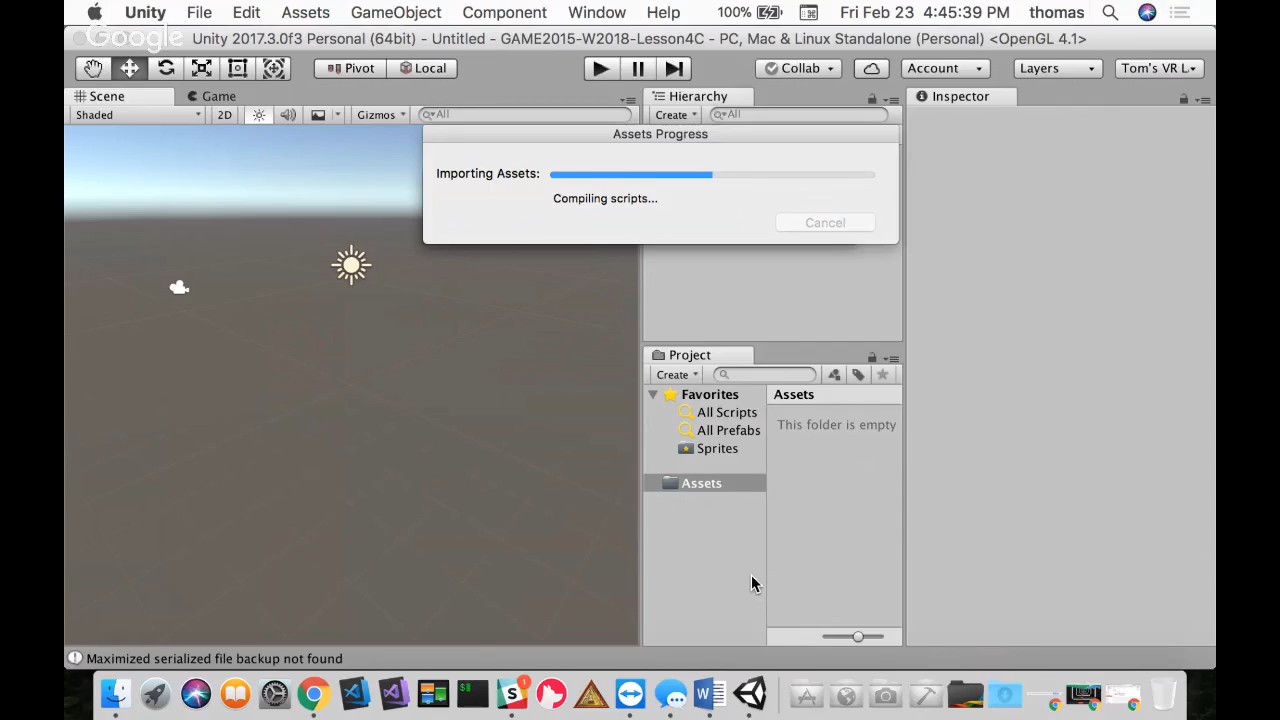 Unity File Edit Assets GameObject Component Window Help 100% Fri Feb 23 4:45:39 PM thomas
Google
Unity 2017.3.0f3 Personal (64bit) - Untitled - GAME2015-W2018-Lesson4C - PC, Mac & Linux Standalone (Personal) <OpenGL 4.1>
Pivot Local Collab Account Layers Tom's VR L
Scene Game Hierarchy Inspector
Shaded 2D Gizmos All Create All
Assets Progress
Importing Assets:
Compiling scripts...
Cancel
Project
Create
Favorites Assets
All Scripts This folder is empty
All Prefabs
Sprites
Assets
Maximized serialized file backup not found
1